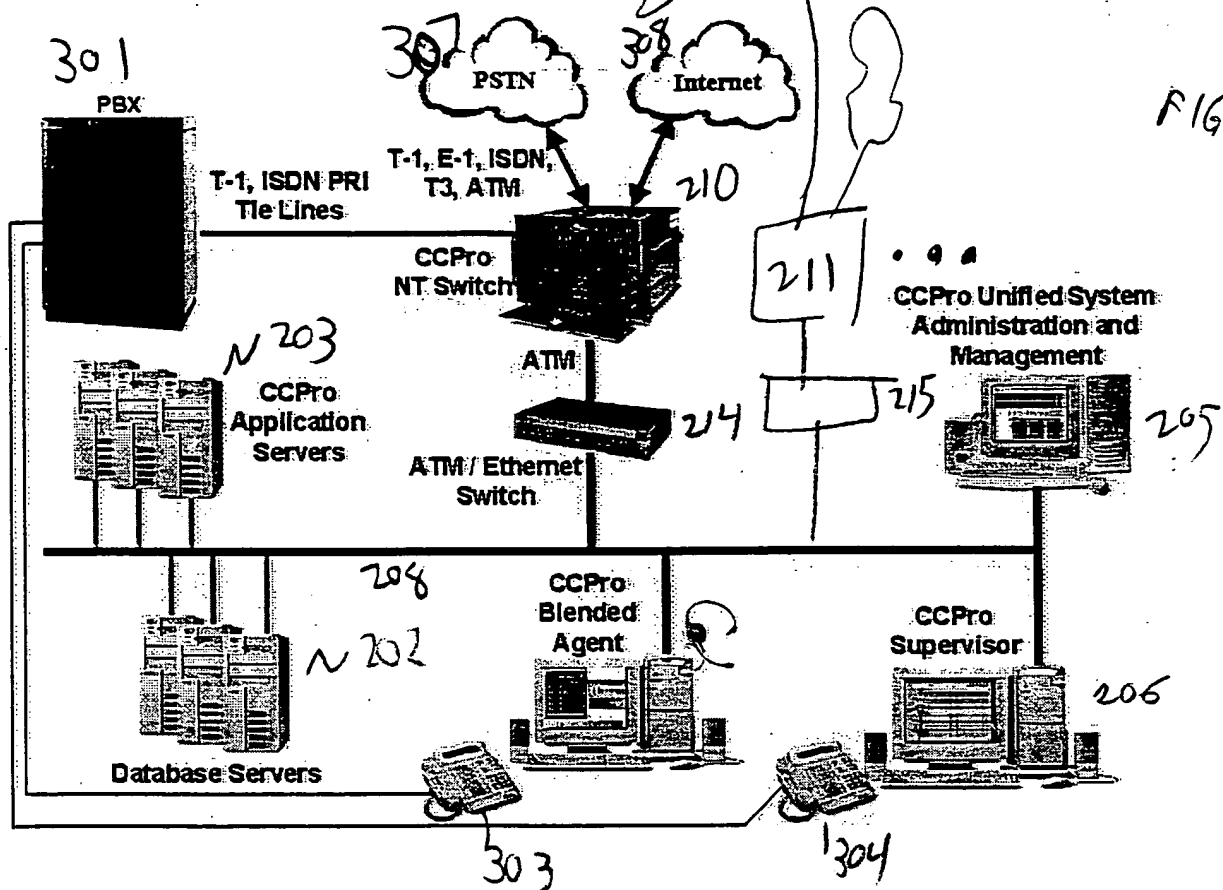 301
307
308
PBX
PSTN
Internet
FIG
T-1, ISDN PRI
Tie Lines
T-1, E-1, ISDN,
T3, ATM
210
CCPro
NT Switch
211
CCPro Unified System
Administration and
Management
203
CCPro
Application
Servers
ATM
214
215
205
ATM / Ethernet
Switch
208
CCPro
Blended
Agent
CCPro
Supervisor
202
206
Database Servers
303
304